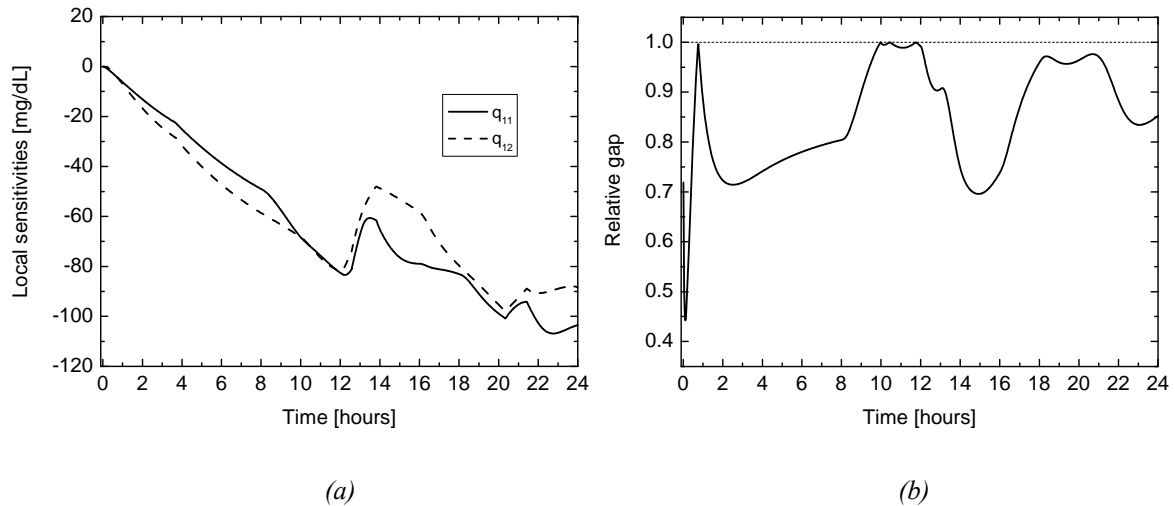 20
0
-20
-40
-60
-80
-100
-120
Local sensitivities [mg/dL]
q11
q12
0 2 4 6 8 10 12 14 16 18 20 22 24
Time [hours]
(a)
1.0
0.9
0.8
0.7
0.6
0.5
0.4
Relative gap
0 2 4 6 8 10 12 14 16 18 20 22 24
Time [hours]
(b)